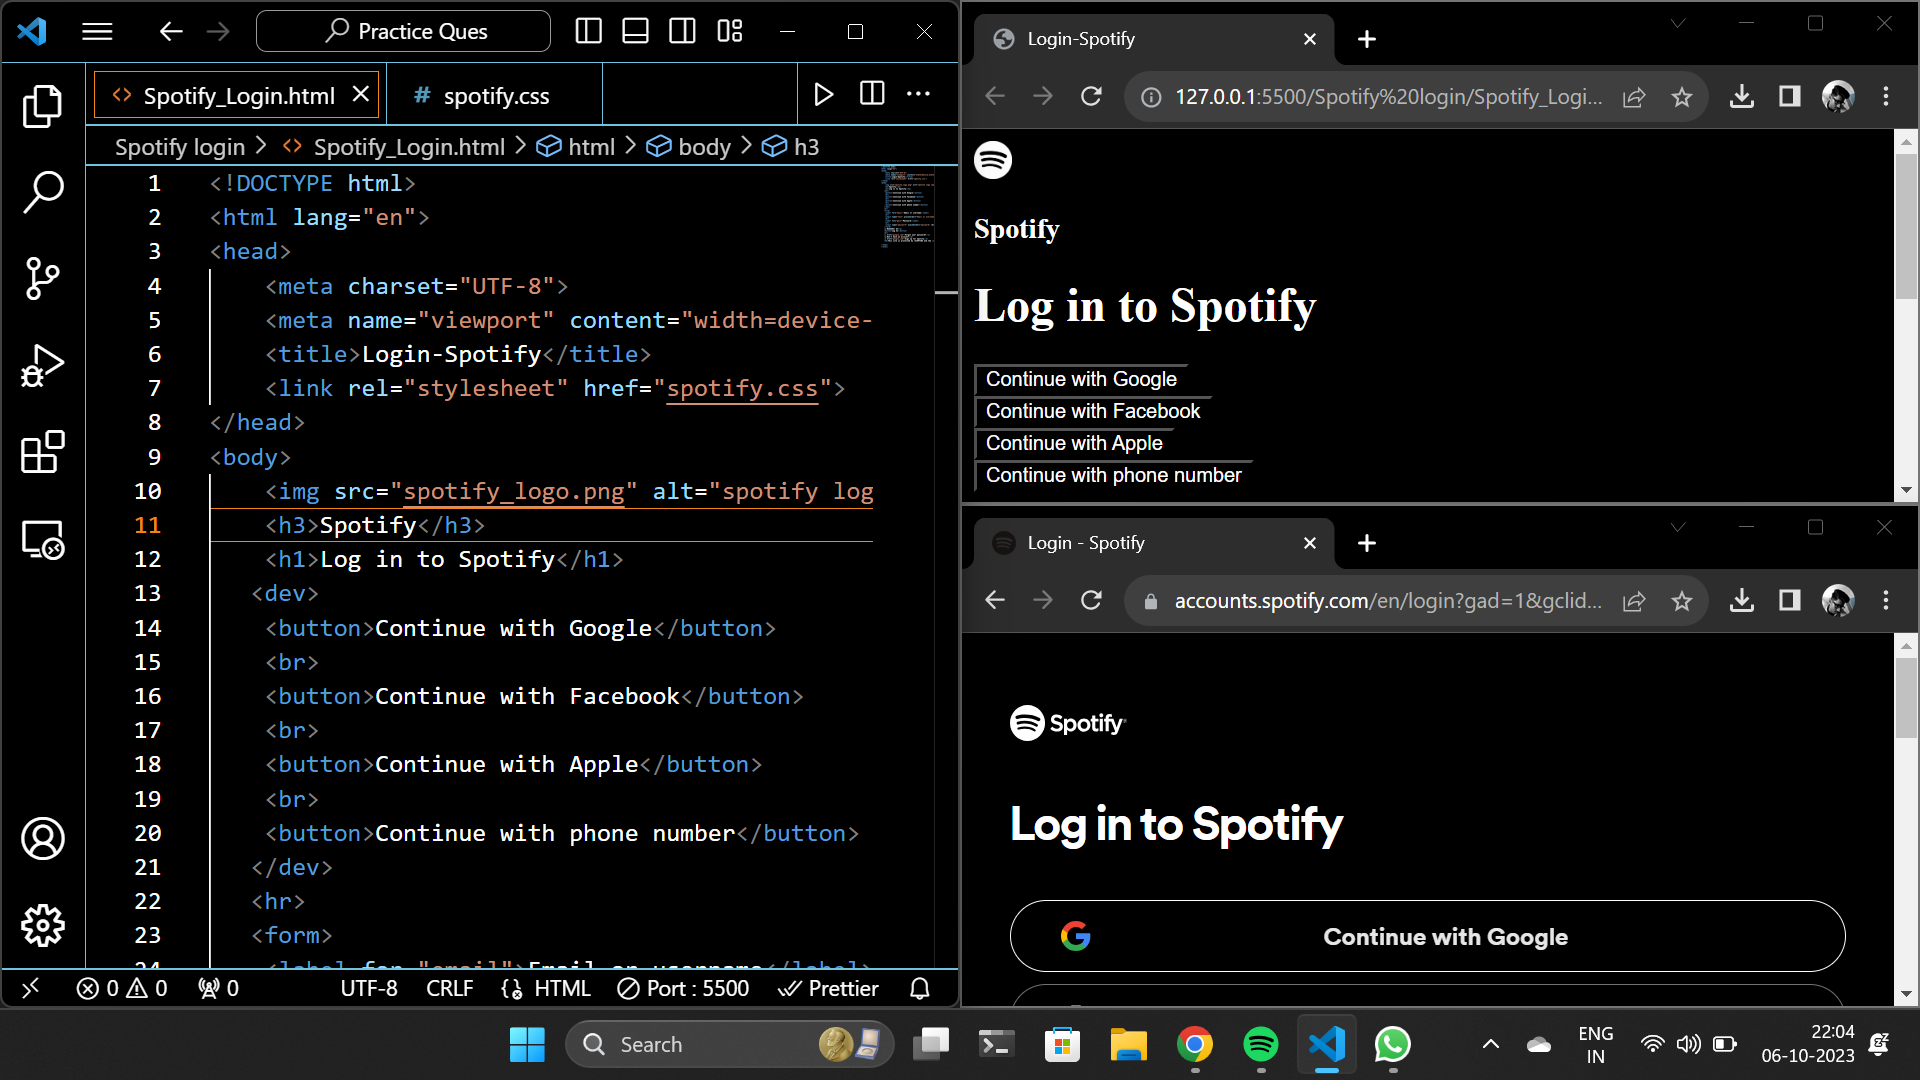 Practice Ques
Spotify_Login.html
# spotify.css
Spotify login > Spotify_Login.html > html > body > h3
1 <!DOCTYPE html>
2 <html lang="en">
3 <head>
4 <meta charset="UTF-8">
5 <meta name="viewport" content="width=device-
6 <title>Login-Spotify</title>
7 <link rel="stylesheet" href="spotify.css">
8 </head>
9 <body>
10 <img src="spotify_logo.png" alt="spotify log
11 <h3>Spotify</h3>
12 <h1>Log in to Spotify</h1>
13 <dev>
14 <button>Continue with Google</button>
15 <br>
16 <button>Continue with Facebook</button>
17 <br>
18 <button>Continue with Apple</button>
19 <br>
20 <button>Continue with phone number</button>
21 </dev>
22 <hr>
23 <form>
24 <label for="email">Email or username</label>
0 0 0 UTF-8 CRLF HTML Port : 5500 Prettier
Login-Spotify
127.0.0.1:5500/Spotify%20login/Spotify_Logi...
Spotify
Log in to Spotify
Continue with Google
Continue with Facebook
Continue with Apple
Continue with phone number
Login - Spotify
accounts.spotify.com/en/login?gad=1&gclid...
Spotify
Log in to Spotify
Continue with Google
Search
ENG
IN
22:04
06-10-2023